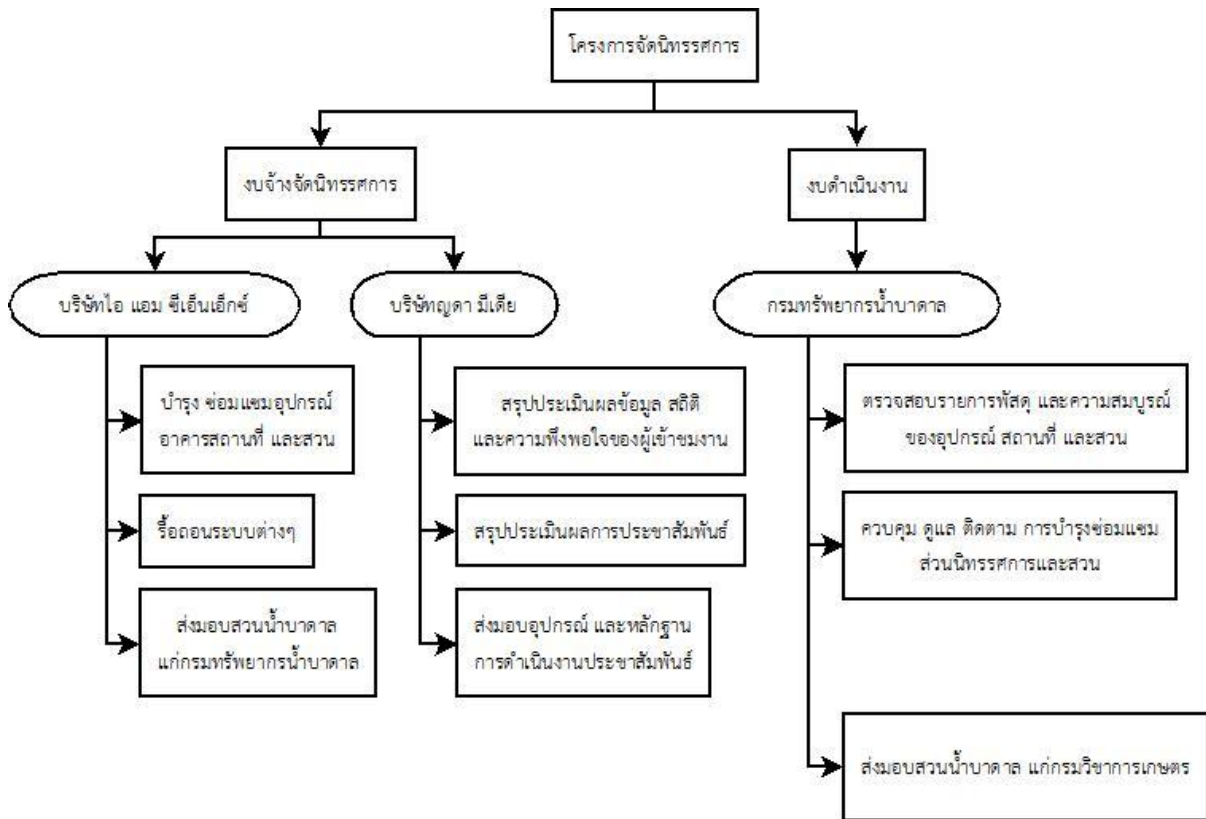 โครงการจัดนิทรรศการ
งบจ้างจัดนิทรรศการ
งบดำเนินงาน
บริษัทไอ แอม ซีเอ็นเอ็กซ์
บริษัทญดา มีเดีย
กรมทรัพยากรน้ำบาดาล
บำรุง ซ่อมแซมอุปกรณ์
อาคารสถานที่ และสวน
รื้อถอนระบบต่างๆ
ส่งมอบสวนน้ำบาดาล
แก่กรมทรัพยากรน้ำบาดาล
สรุปประเมินผลข้อมูล สถิติ
และความพึงพอใจของผู้เข้าชมงาน
สรุปประเมินผลการประชาสัมพันธ์
ส่งมอบอุปกรณ์ และหลักฐาน
การดำเนินงานประชาสัมพันธ์
ตรวจสอบรายการพัสดุ และความสมบูรณ์
ของอุปกรณ์ สถานที่ และสวน
ควบคุม ดูแล ติดตาม การบำรุงซ่อมแซม
ส่วนนิทรรศการและสวน
ส่งมอบสวนน้ำบาดาล แก่กรมวิชาการเกษตร